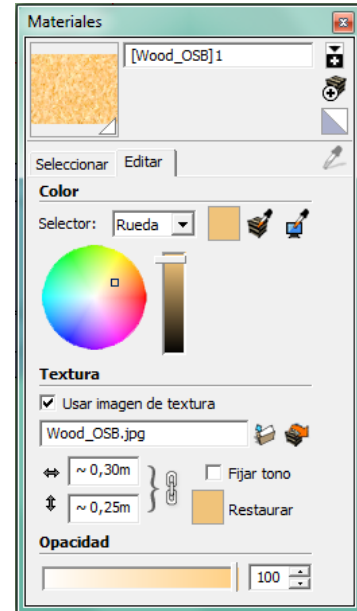 Materiales
[Wood_OSB]1
Seleccionar Editar
Color
Selector: Rueda
Textura
Usar imagen de textura
Wood_OSB.jpg
~ 0,30m
Fijar tono
~ 0,25m
Restaurar
Opacidad
100